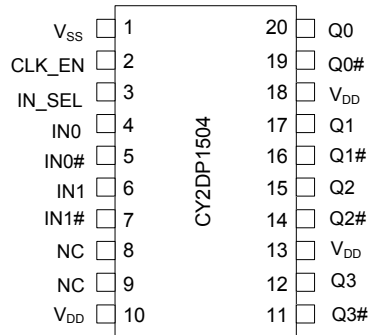 VSS 1 20 Q0
CLK_EN 2 19 Q0#
IN_SEL 3 18 VDD
IN0 4 17 Q1
IN0# 5 16 Q1#
IN1 6 15 Q2
IN1# 7 14 Q2#
NC 8 13 VDD
NC 9 12 Q3
VDD 10 11 Q3#
CY2DP1504